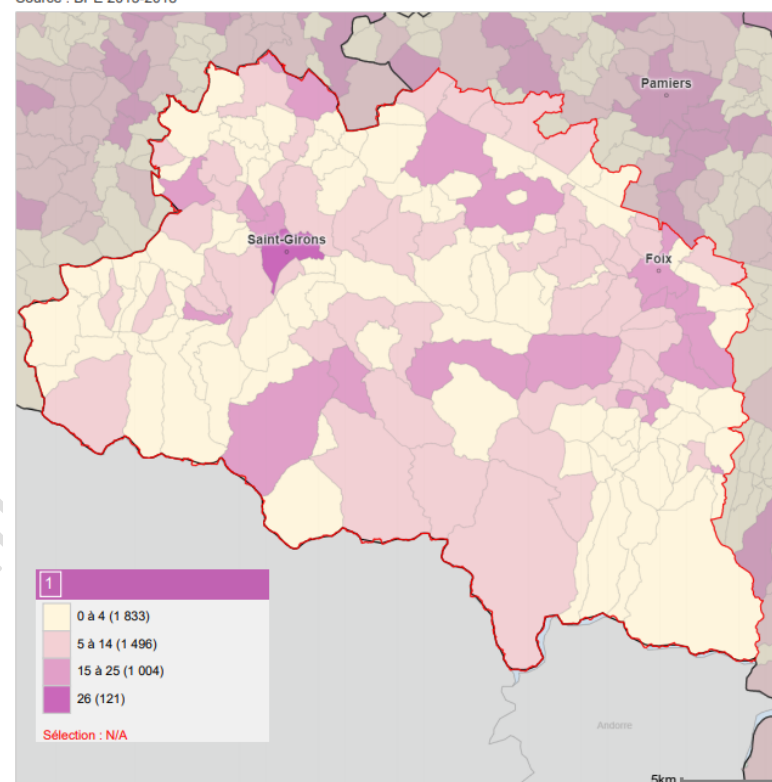 Pamiers
Saint-Girons
Foix
1
0 à 4 (1 833)
5 à 14 (1 496)
15 à 25 (1 004)
26 (121)
Sélection : N/A
Andorre
5km